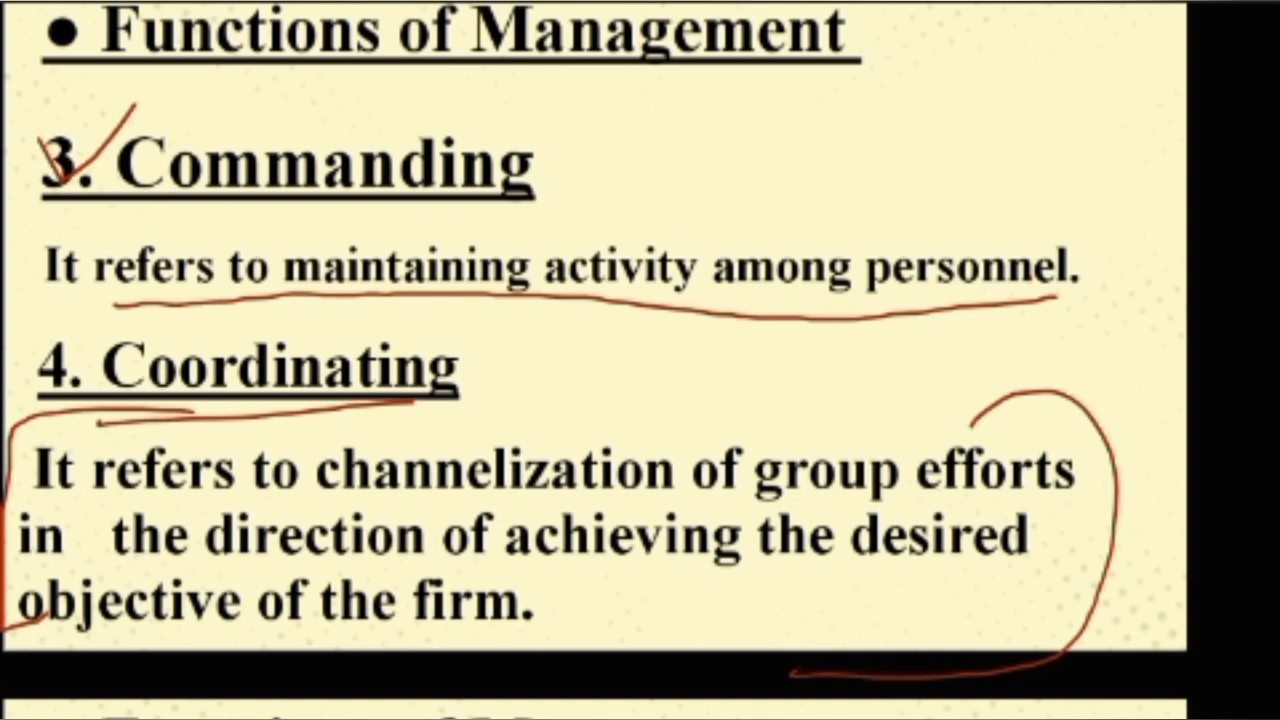 ● Functions of Management
3. Commanding
It refers to maintaining activity among personnel.
4. Coordinating
It refers to channelization of group efforts
in the direction of achieving the desired
objective of the firm.